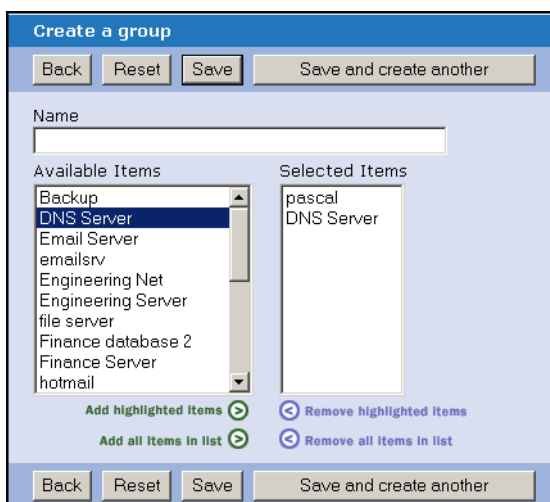 Create a group
Back Reset Save Save and create another
Name
Available Items Selected Items
Backup pascal
DNS Server DNS Server
Email Server
emailsrv
Engineering Net
Engineering Server
file server
Finance database 2
Finance Server
hotmail
Add highlighted items Remove highlighted items
Add all items in list Remove all items in list
Back Reset Save Save and create another